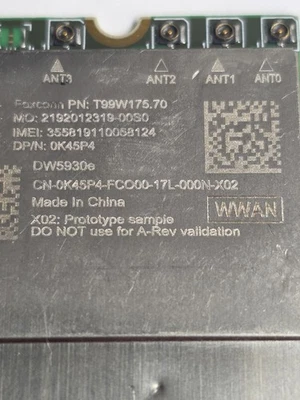 ANT3 ANT2 ANT1 ANT0
Foxconn PN: T99W175.70
MO: 2192012319-00S0
IMEI: 355819110058124
DP/N: 0K45P4
DW5930e
CN-0K45P4-FCO00-17L-000N-X02
Made In China
WWAN
X02: Prototype sample
DO NOT use for A-Rev validation